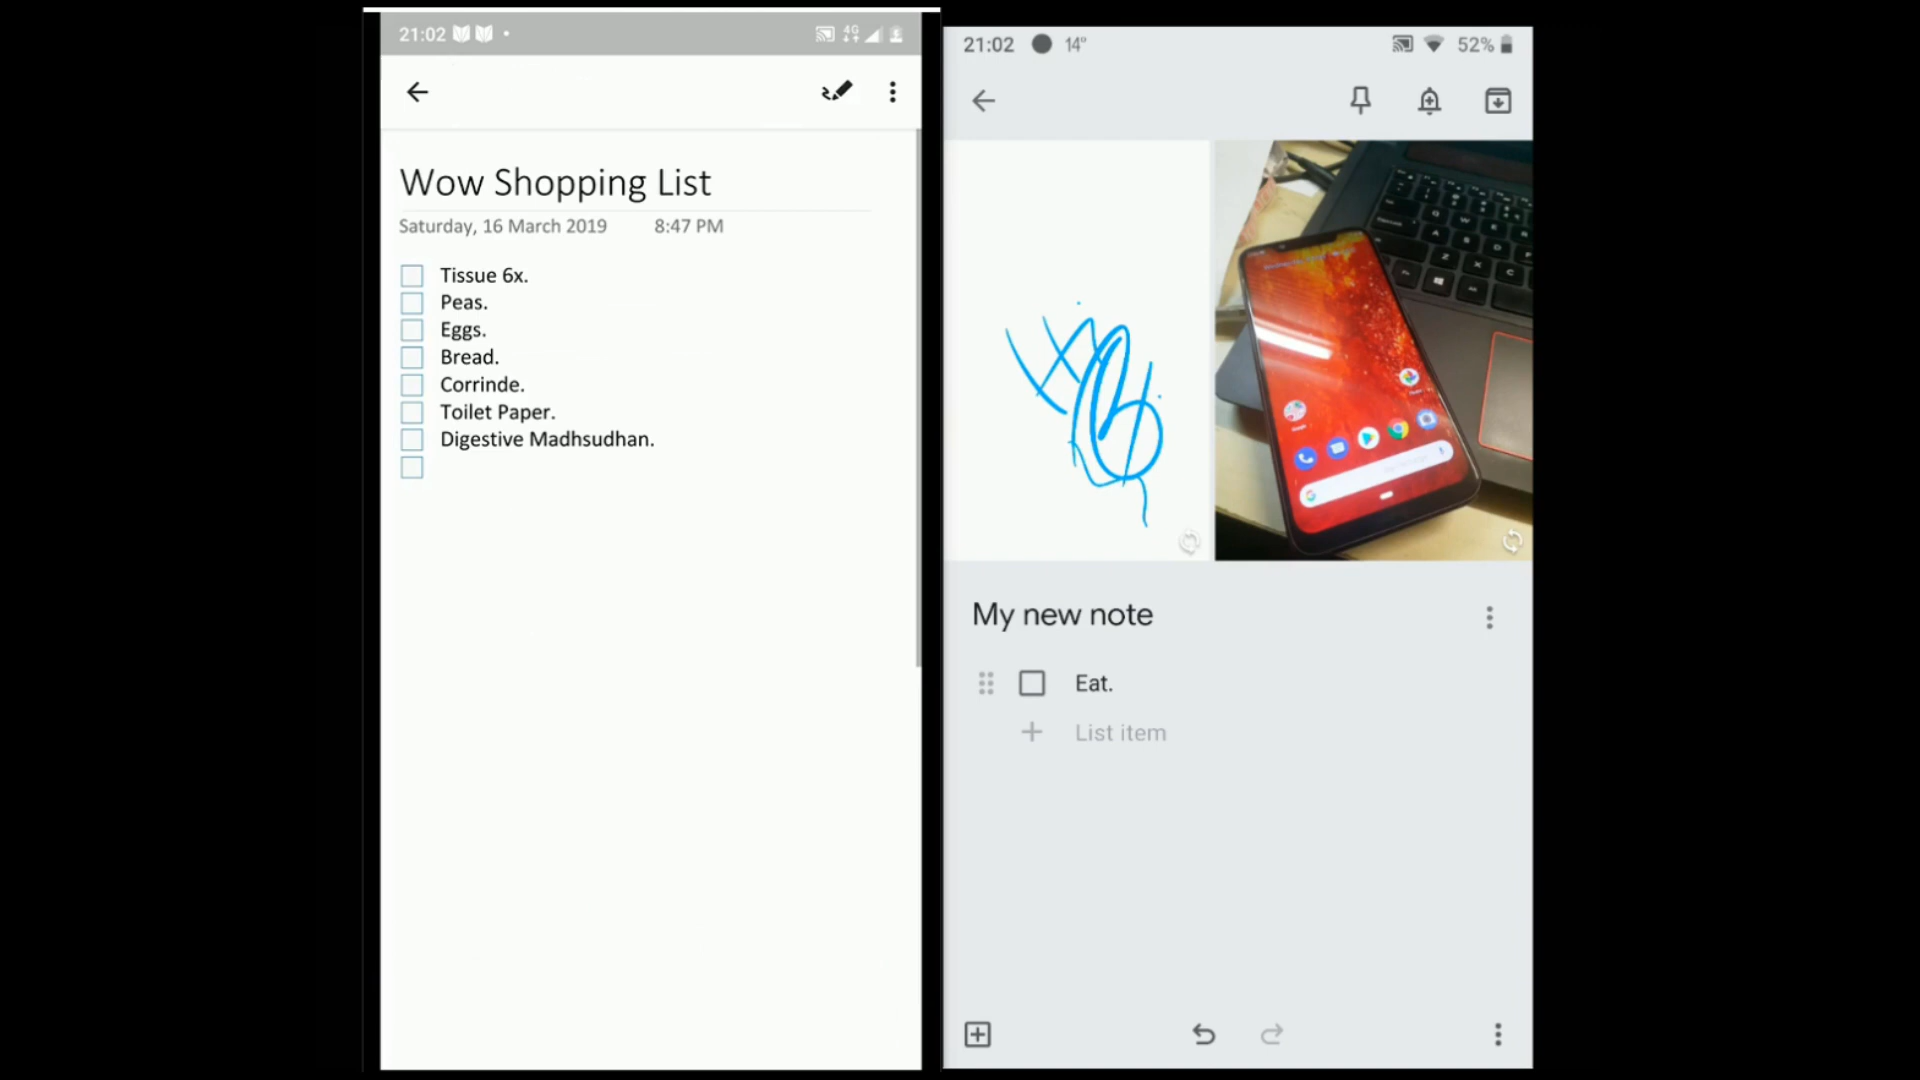 21:02
4G
Wow Shopping List
Saturday, 16 March 2019 8:47 PM
Tissue 6x.
Peas.
Eggs.
Bread.
Corrinde.
Toilet Paper.
Digestive Madhsudhan.
21:02 14°
52%
My new note
Eat.
List item